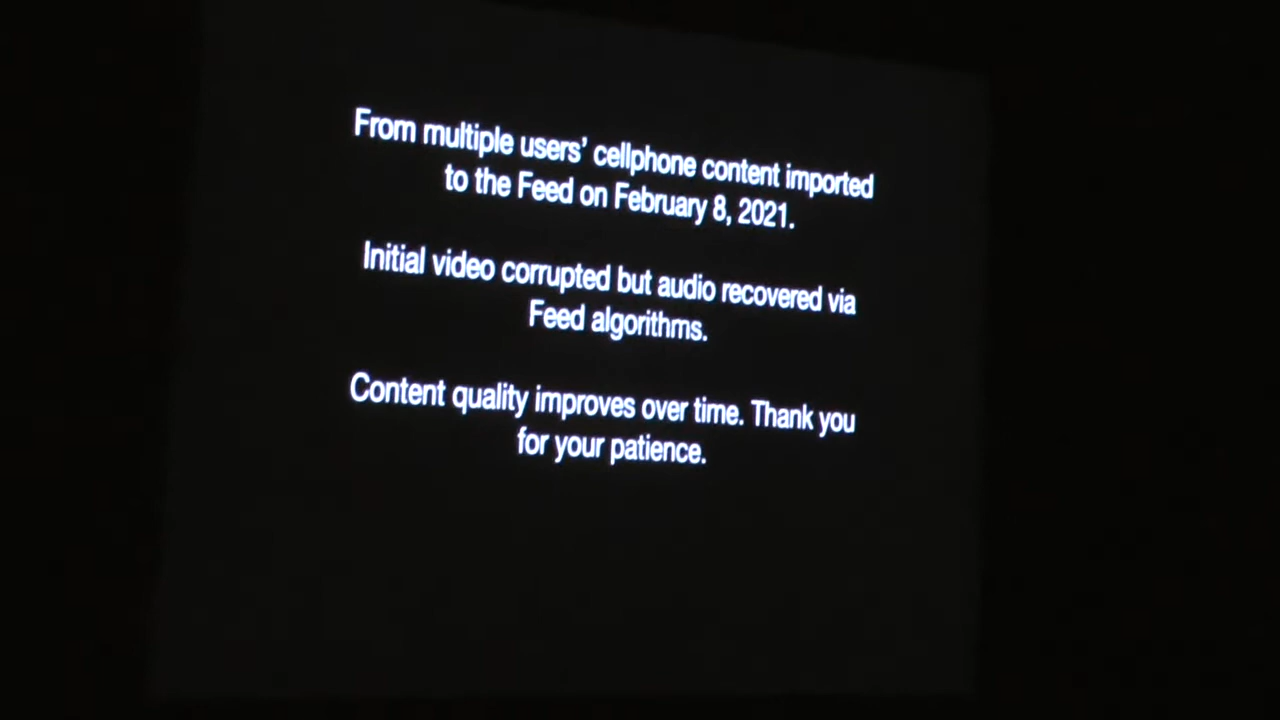 From multiple users’ cellphone content imported
to the Feed on February 8, 2021.
Initial video corrupted but audio recovered via
Feed algorithms.
Content quality improves over time. Thank you
for your patience.